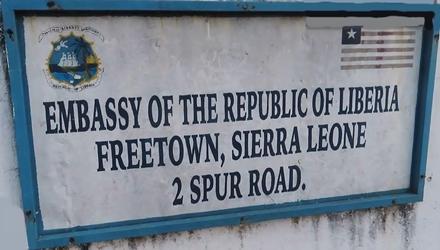 EMBASSY OF THE REPUBLIC OF LIBERIA
FREETOWN, SIERRA LEONE
2 SPUR ROAD.